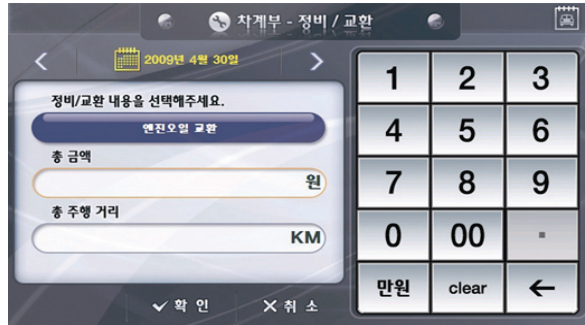 차계부 - 정비 / 교환
2009년 4월 30일
정비/교환 내용을 선택해주세요.
엔진오일 교환
총 금액
원
총 주행 거리
KM
확 인
취 소
1 2 3
4 5 6
7 8 9
0 00 .
만원 clear ←